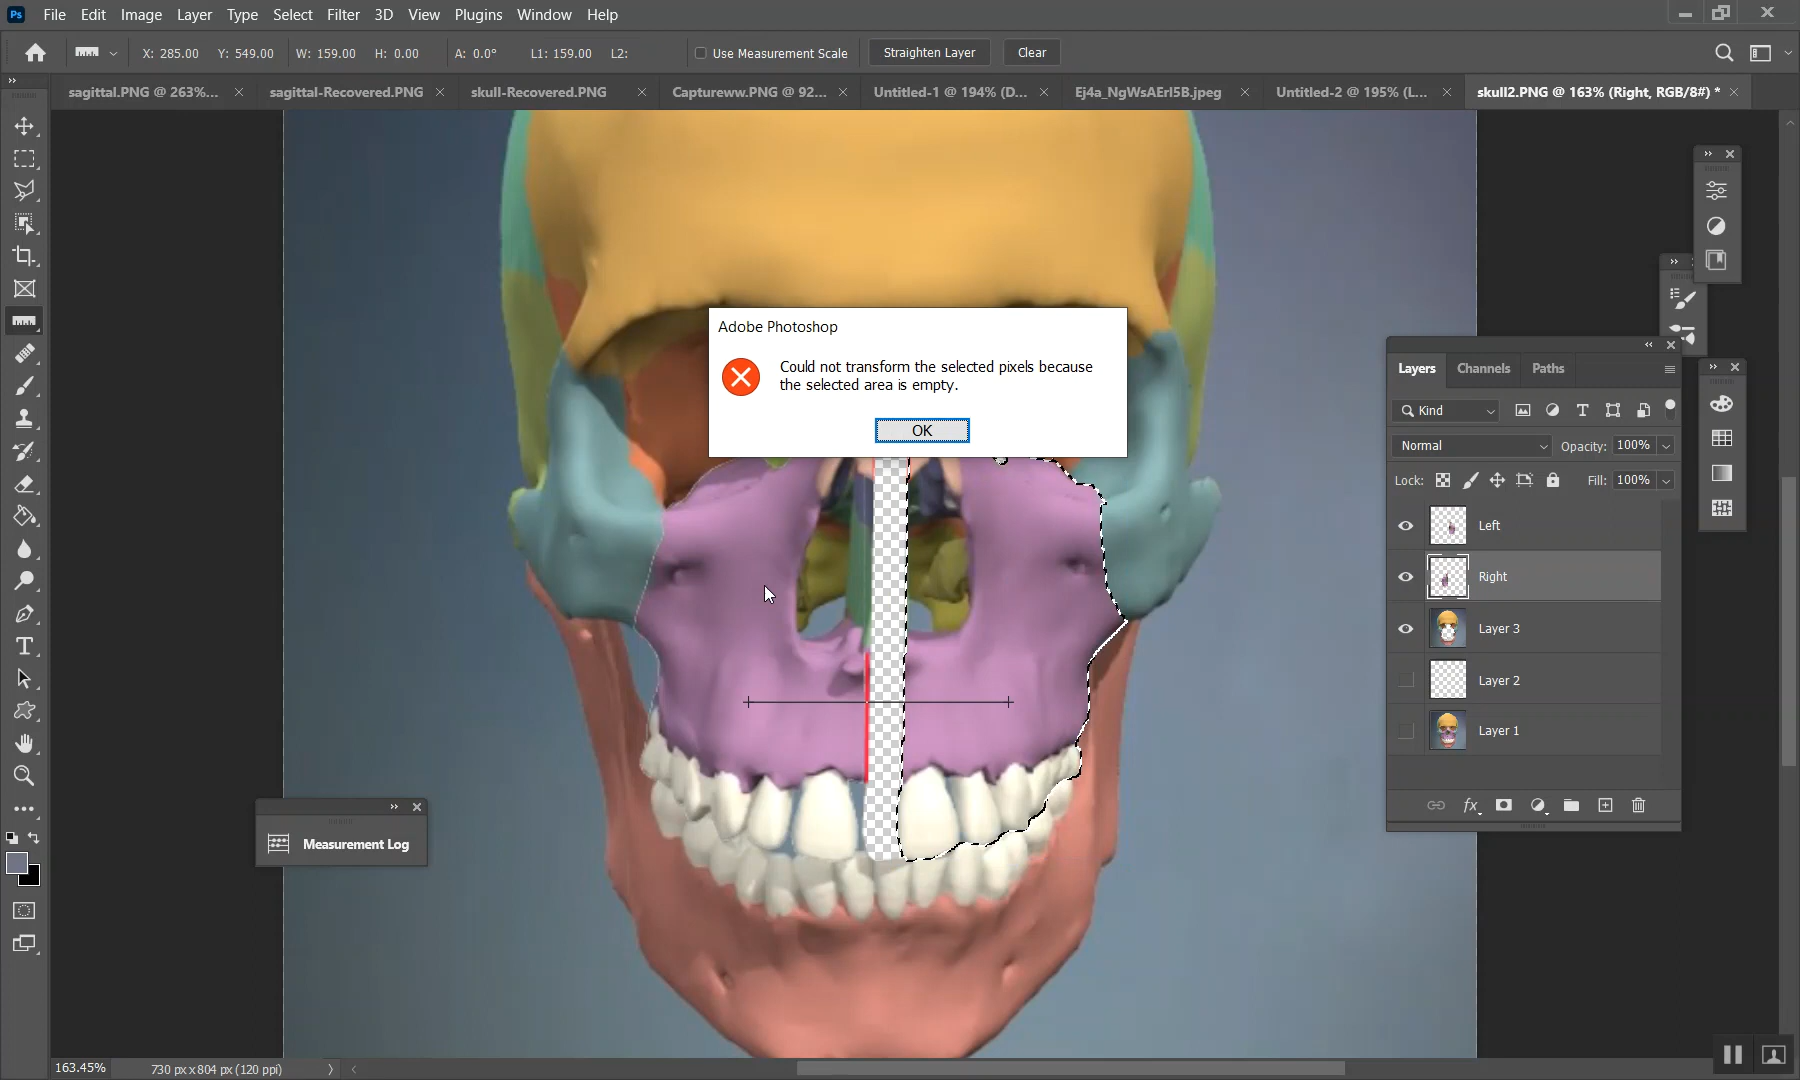 Ps File Edit Image Layer Type Select Filter 3D View Plugins Window Help
X: 285.00 Y: 549.00 W: 159.00 H: 0.00 A: 0.0° L1: 159.00 L2: Use Measurement Scale Straighten Layer Clear
sagittal.PNG @ 263%... × sagittal-Recovered.PNG × skull-Recovered.PNG × Captureww.PNG @ 92... × Untitled-1 @ 194% (D... × Ej4a_NgWsAErI5B.jpeg × Untitled-2 @ 195% (L... × skull2.PNG @ 163% (Right, RGB/8#) * ×
Adobe Photoshop
Could not transform the selected pixels because
the selected area is empty.
OK
Layers Channels Paths
Kind
Normal Opacity: 100%
Lock: Fill: 100%
Left
Right
Layer 3
Layer 2
Layer 1
fx
Measurement Log
163.45% 730 px x 804 px (120 ppi)